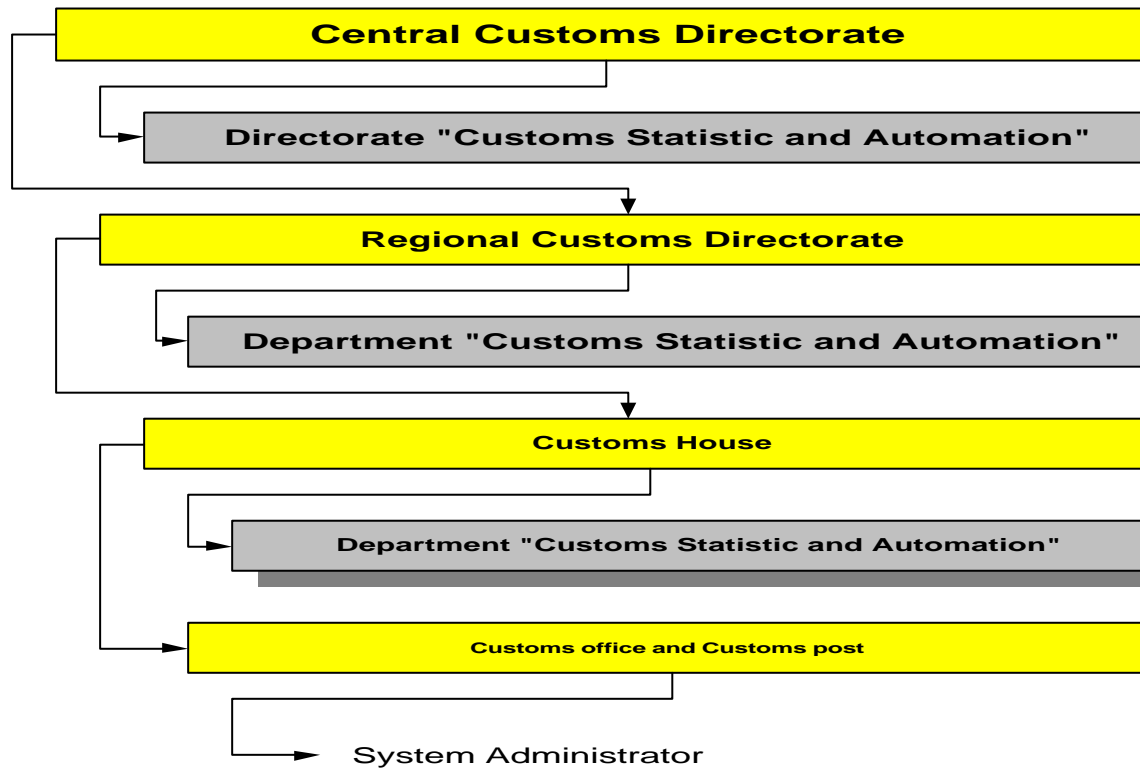 Central Customs Directorate
Directorate "Customs Statistic and Automation"
Regional Customs Directorate
Department "Customs Statistic and Automation"
Customs House
Department "Customs Statistic and Automation"
Customs office and Customs post
System Administrator